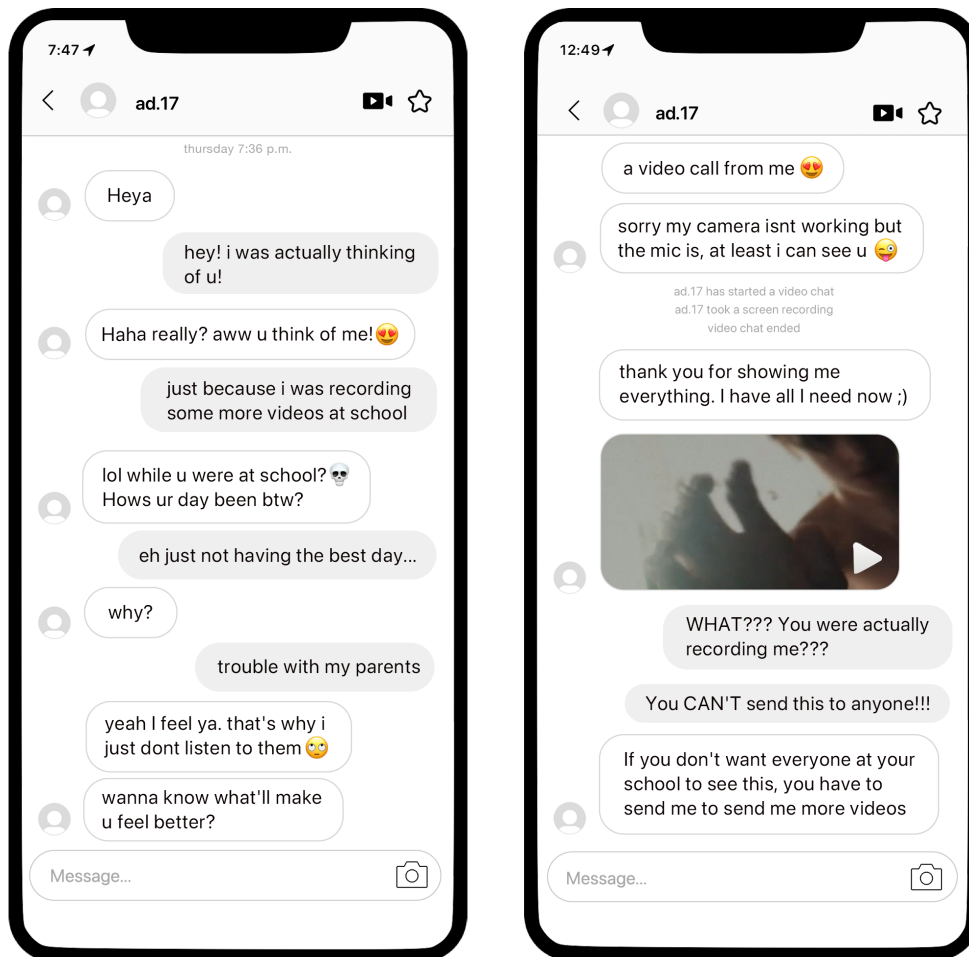 7:47
ad.17
thursday 7:36 p.m.
Heya
hey! i was actually thinking
of u!
Haha really? aww u think of me!😍
just because i was recording
some more videos at school
lol while u were at school?💀
Hows ur day been btw?
eh just not having the best day...
why?
trouble with my parents
yeah I feel ya. that's why i
just dont listen to them 🙄
wanna know what'll make
u feel better?
Message...
12:49
ad.17
a video call from me 😍
sorry my camera isnt working but
the mic is, at least i can see u 😜
ad.17 has started a video chat
ad.17 took a screen recording
video chat ended
thank you for showing me
everything. I have all I need now ;)
WHAT??? You were actually
recording me???
You CAN'T send this to anyone!!!
If you don't want everyone at your
school to see this, you have to
send me to send me more videos
Message...